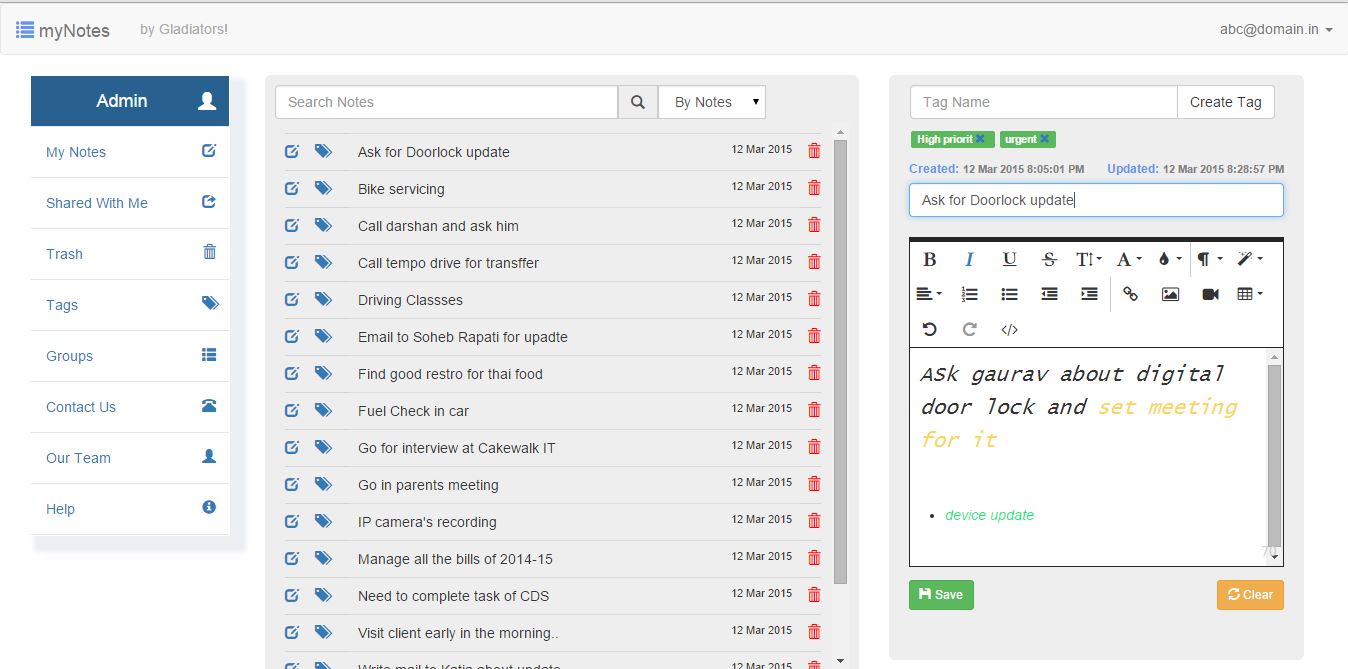 myNotes by Gladiators! abc@domain.in
Admin
My Notes
Shared With Me
Trash
Tags
Groups
Contact Us
Our Team
Help
Search Notes By Notes
Ask for Doorlock update 12 Mar 2015
Bike servicing 12 Mar 2015
Call darshan and ask him 12 Mar 2015
Call tempo drive for transffer 12 Mar 2015
Driving Classses 12 Mar 2015
Email to Soheb Rapati for upadte 12 Mar 2015
Find good restro for thai food 12 Mar 2015
Fuel Check in car 12 Mar 2015
Go for interview at Cakewalk IT 12 Mar 2015
Go in parents meeting 12 Mar 2015
IP camera's recording 12 Mar 2015
Manage all the bills of 2014-15 12 Mar 2015
Need to complete task of CDS 12 Mar 2015
Visit client early in the morning.. 12 Mar 2015
Write mail to Katia about update 12 Mar 2015
Tag Name Create Tag
High priorit urgent
Created: 12 Mar 2015 8:05:01 PM Updated: 12 Mar 2015 8:28:57 PM
Ask for Doorlock update
B I U S T A
ASk gaurav about digital
door lock and set meeting
for it
device update
70
Save Clear